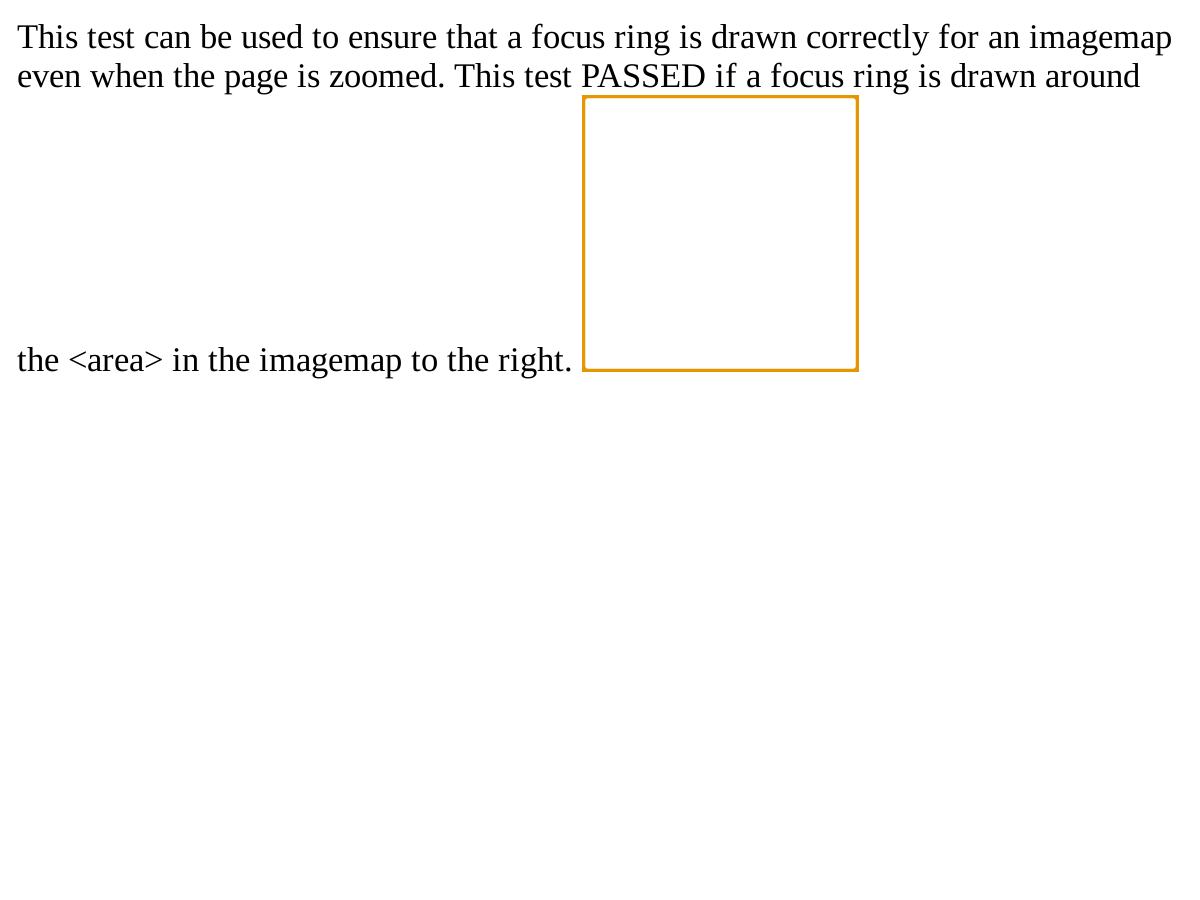 This test can be used to ensure that a focus ring is drawn correctly for an imagemap
even when the page is zoomed. This test PASSED if a focus ring is drawn around
the <area> in the imagemap to the right.